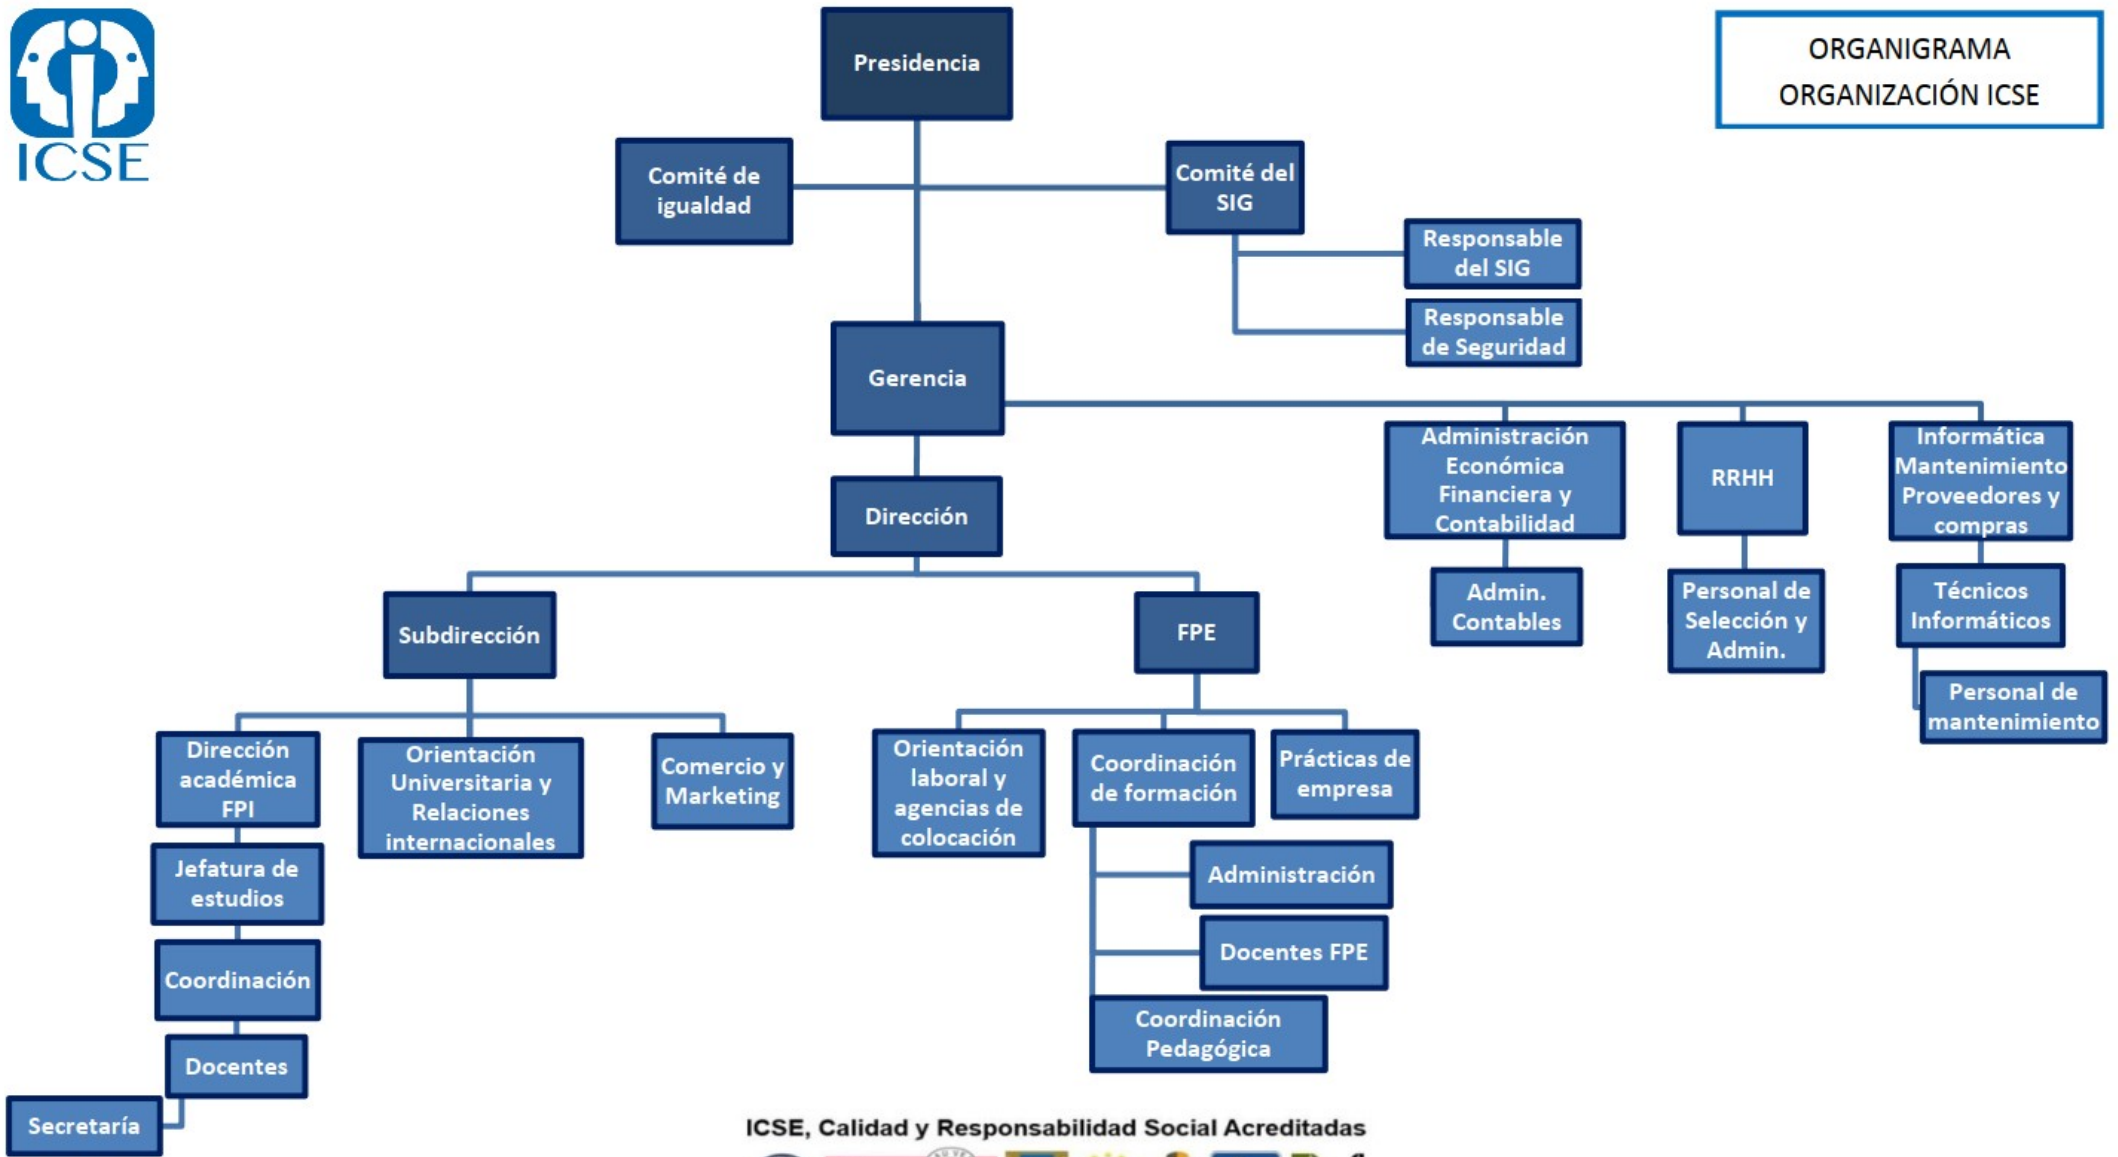 ICSE
ORGANIGRAMA
ORGANIZACIÓN ICSE
Presidencia
Comité de
igualdad
Comité del
SIG
Responsable
del SIG
Responsable
de Seguridad
Gerencia
Administración
Económica
Financiera y
Contabilidad
RRHH
Informática
Mantenimiento
Proveedores y
compras
Dirección
Admin.
Contables
Personal de
Selección y
Admin.
Técnicos
Informáticos
Personal de
mantenimiento
Subdirección
FPE
Dirección
académica
FPI
Orientación
Universitaria y
Relaciones
internacionales
Comercio y
Marketing
Orientación
laboral y
agencias de
colocación
Coordinación
de formación
Prácticas de
empresa
Jefatura de
estudios
Administración
Coordinación
Docentes FPE
Docentes
Coordinación
Pedagógica
Secretaría
ICSE, Calidad y Responsabilidad Social Acreditadas